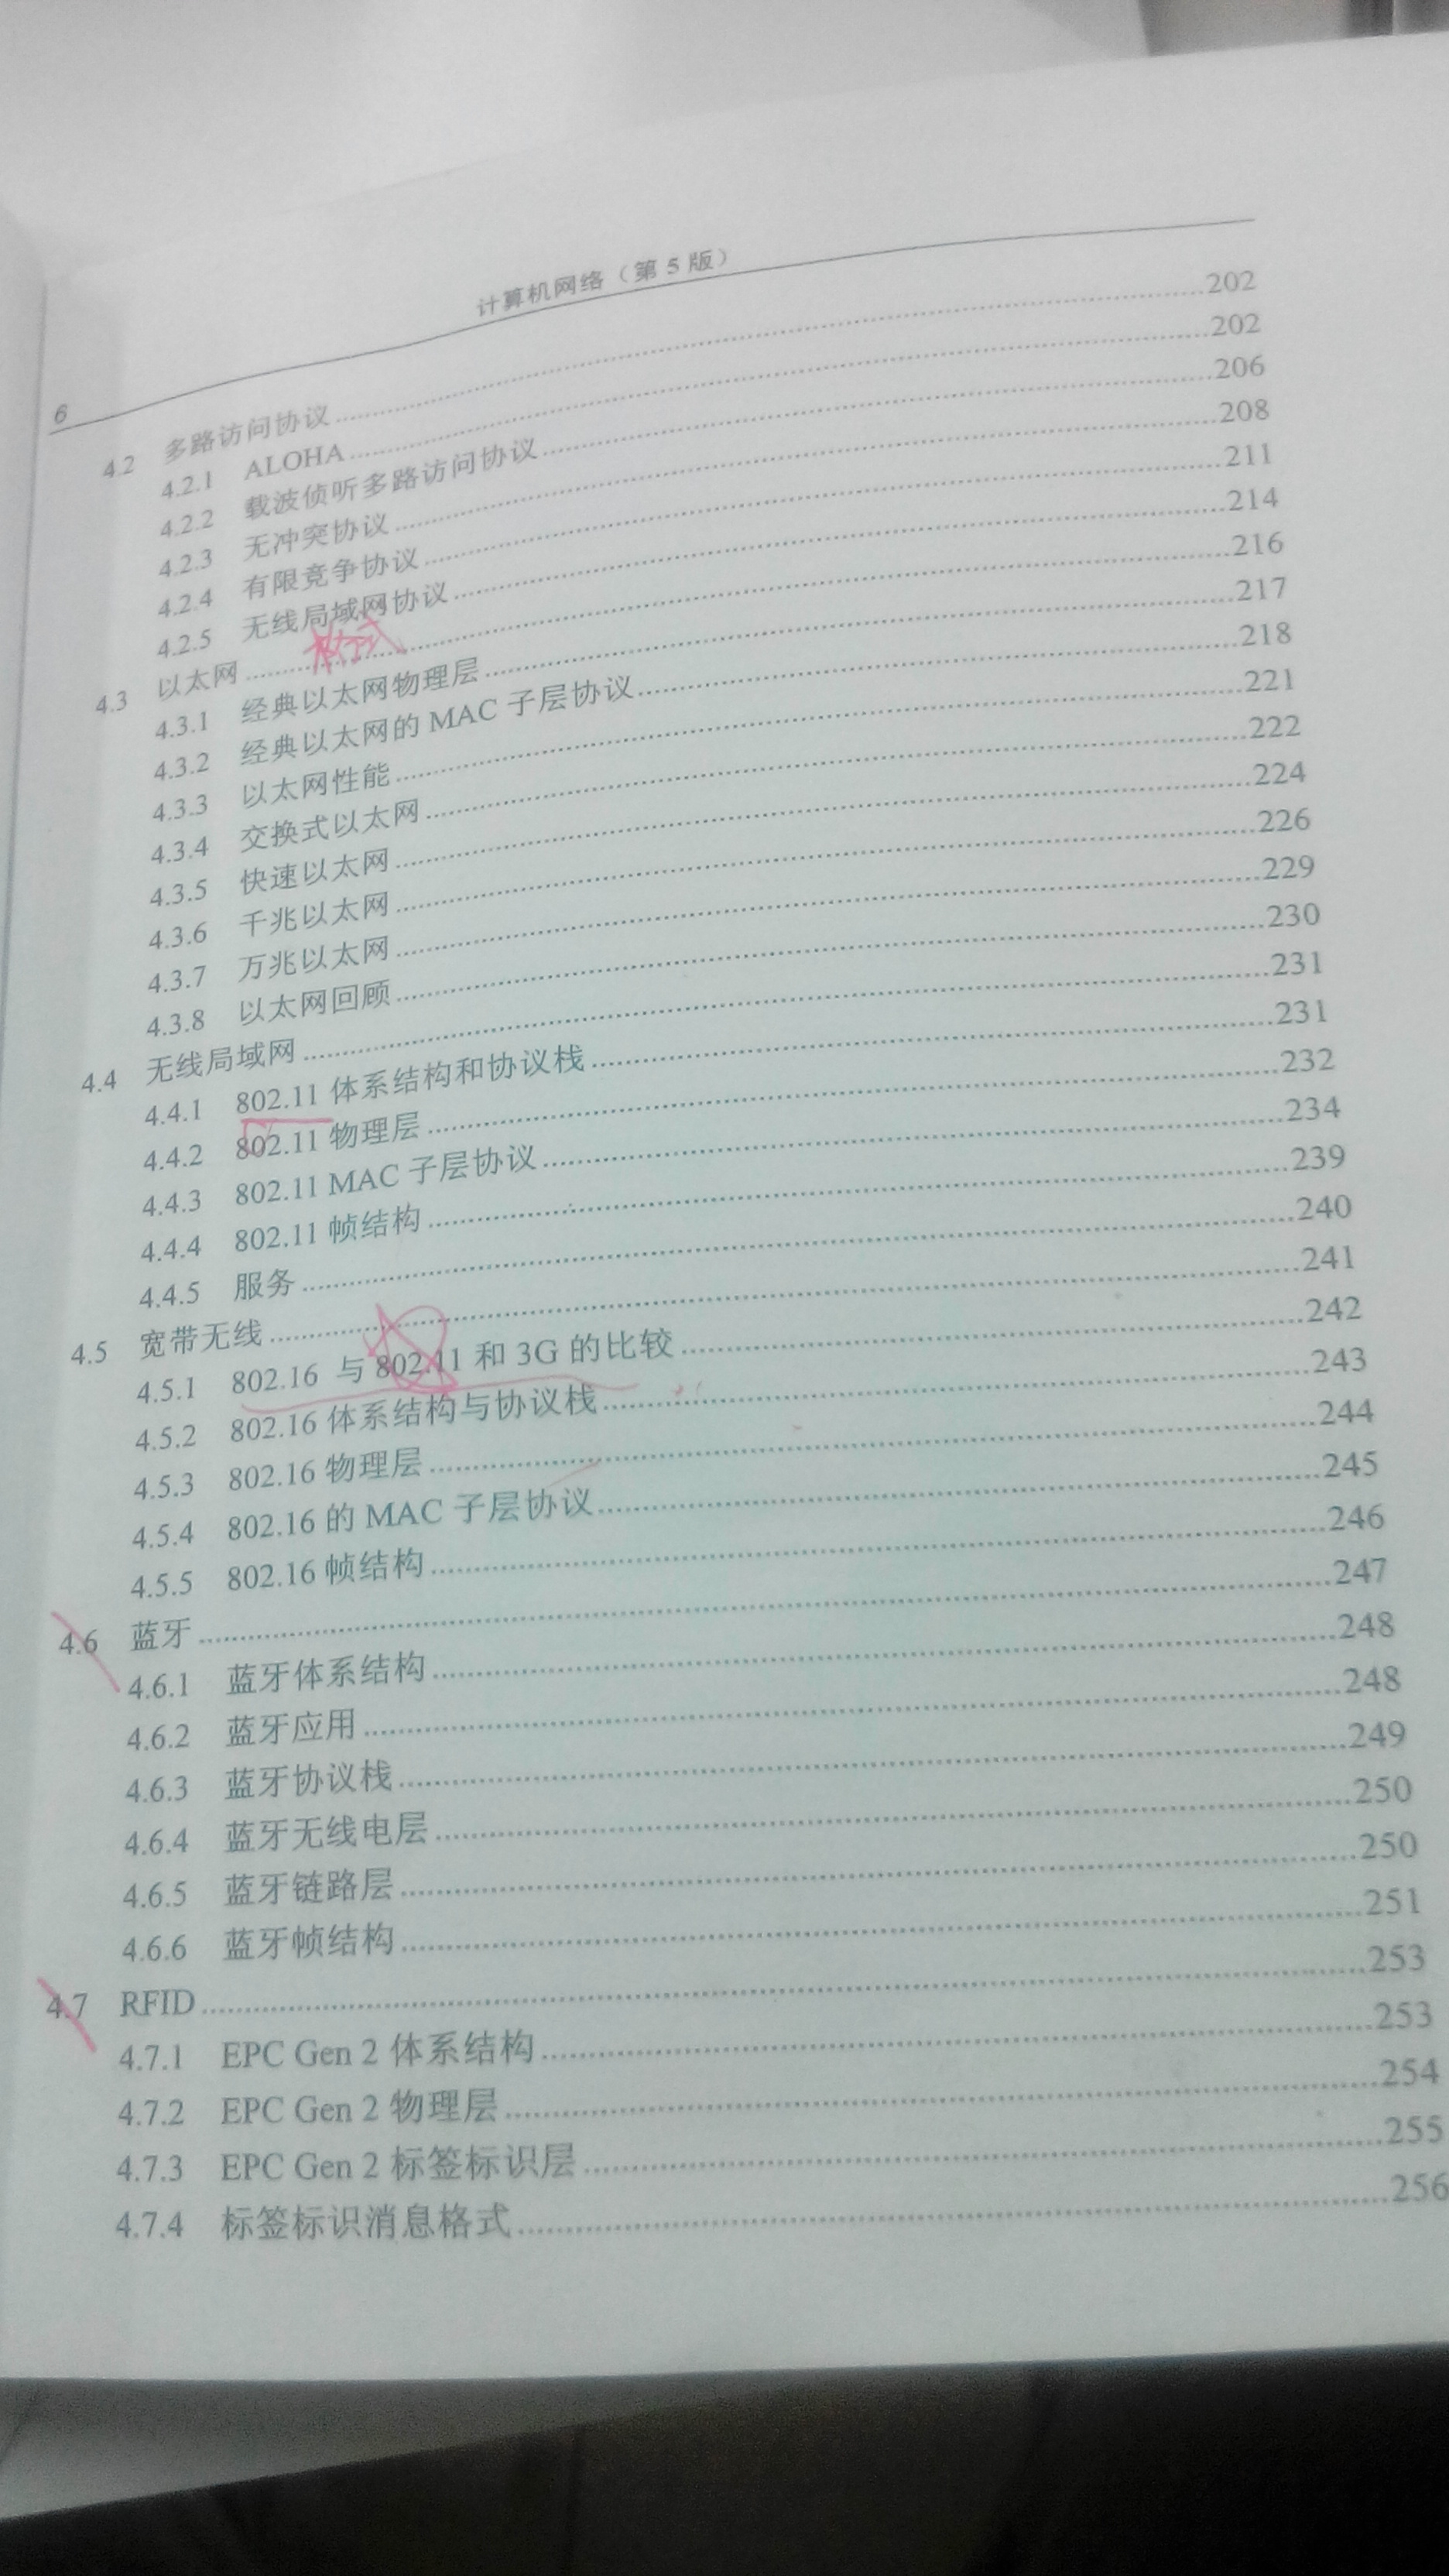 计算机网络（第 5 版）
6
4.2 多路访问协议 202
4.2.1 ALOHA 202
4.2.2 载波侦听多路访问协议 206
4.2.3 无冲突协议 208
4.2.4 有限竞争协议 211
4.2.5 无线局域网协议 214
4.3 以太网 216
4.3.1 经典以太网物理层 217
4.3.2 经典以太网的 MAC 子层协议 218
4.3.3 以太网性能 221
4.3.4 交换式以太网 222
4.3.5 快速以太网 224
4.3.6 千兆以太网 226
4.3.7 万兆以太网 229
4.3.8 以太网回顾 230
4.4 无线局域网 231
4.4.1 802.11 体系结构和协议栈 231
4.4.2 802.11 物理层 232
4.4.3 802.11 MAC 子层协议 234
4.4.4 802.11 帧结构 239
4.4.5 服务 240
4.5 宽带无线 241
4.5.1 802.16 与 802.11 和 3G 的比较 242
4.5.2 802.16 体系结构与协议栈 243
4.5.3 802.16 物理层 244
4.5.4 802.16 的 MAC 子层协议 245
4.5.5 802.16 帧结构 246
4.6 蓝牙 247
4.6.1 蓝牙体系结构 248
4.6.2 蓝牙应用 248
4.6.3 蓝牙协议栈 249
4.6.4 蓝牙无线电层 250
4.6.5 蓝牙链路层 250
4.6.6 蓝牙帧结构 251
4.7 RFID 253
4.7.1 EPC Gen 2 体系结构 253
4.7.2 EPC Gen 2 物理层 254
4.7.3 EPC Gen 2 标签标识层 255
4.7.4 标签标识消息格式 256